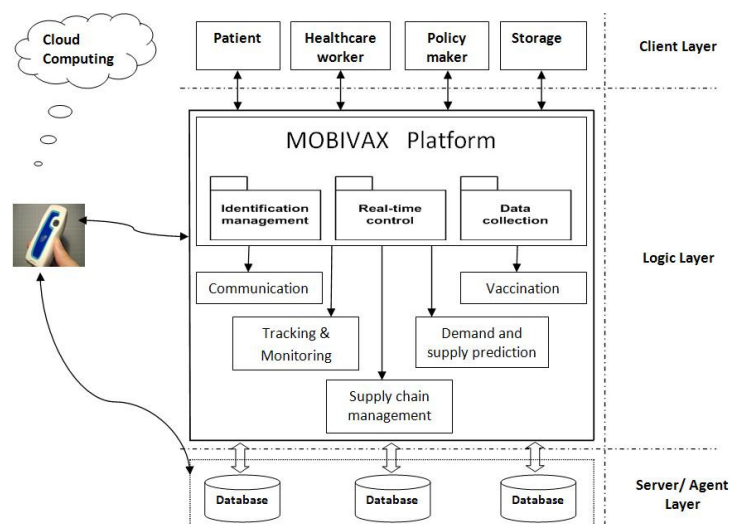 Cloud
Computing
Patient
Healthcare
worker
Policy
maker
Storage
Client Layer
MOBIVAX Platform
Identification
management
Real-time
control
Data
collection
Logic Layer
Communication
Vaccination
Tracking &
Monitoring
Demand and
supply prediction
Supply chain
management
Database
Database
Database
Server/ Agent
Layer